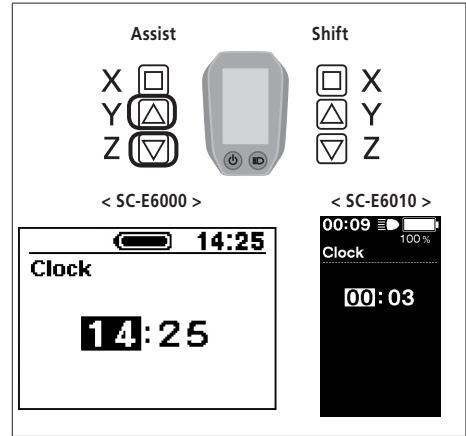 Assist Shift
X X
Y Y
Z Z
< SC-E6000 > < SC-E6010 >
14:25
Clock
14:25
00:09
100 %
Clock
00:03